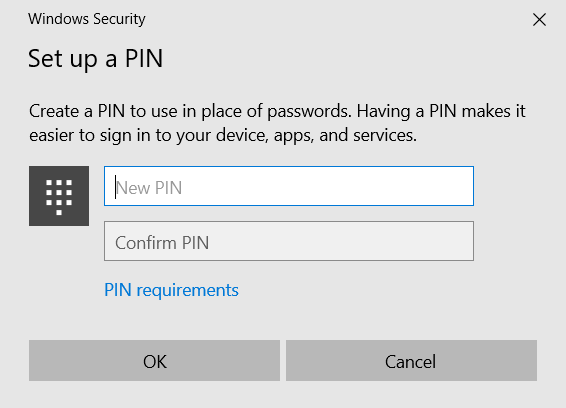 Windows Security
Set up a PIN
Create a PIN to use in place of passwords. Having a PIN makes it
easier to sign in to your device, apps, and services.
New PIN
Confirm PIN
PIN requirements
OK
Cancel